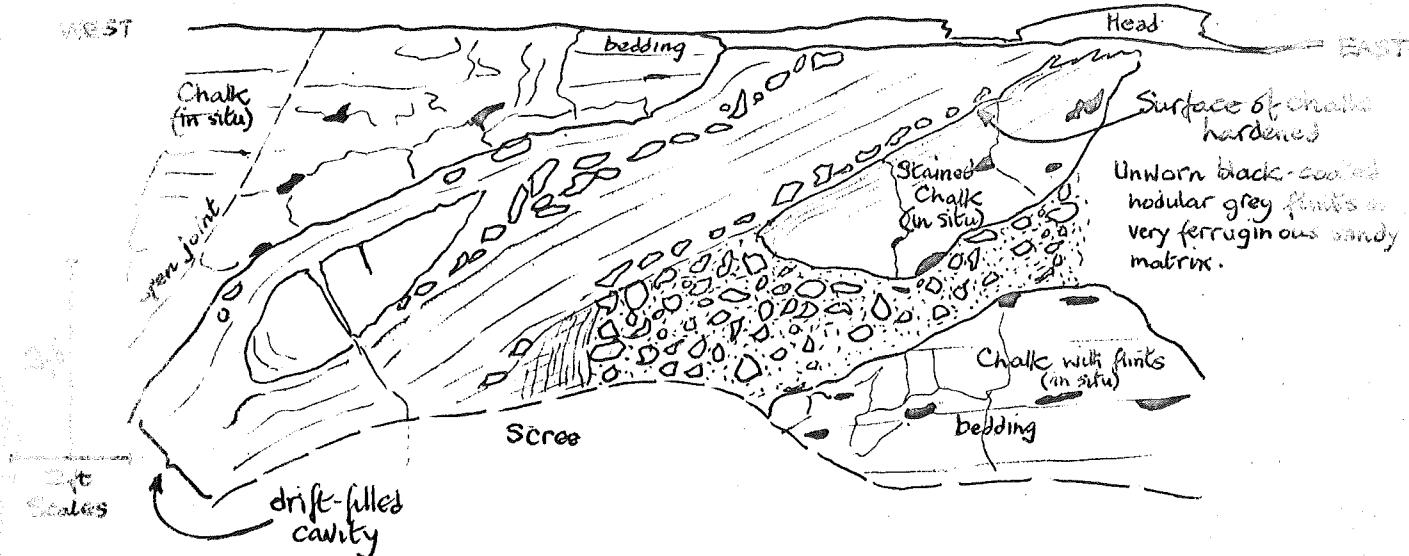 WEST
Head
EAST
bedding
Chalk
(in situ)
Surface of Chalk
hardened
Stained
Chalk
(in situ)
Unworn black-coated
nodular grey flints
very ferruginous sandy
matrix.
joint
Chalk with flints
(in situ)
bedding
Scree
2ft
Scales
drift-filled
cavity